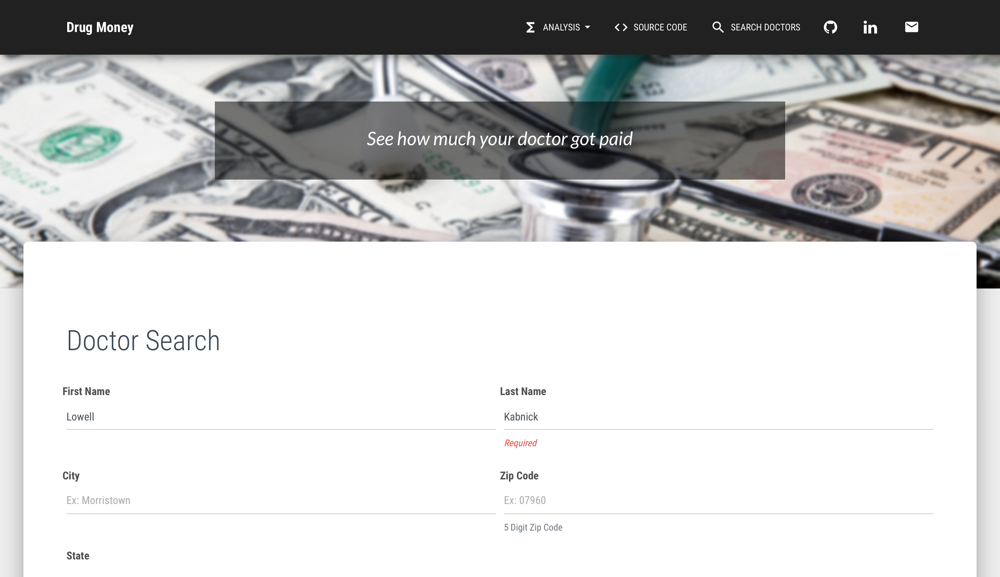 Drug Money
ANALYSIS
SOURCE CODE
SEARCH DOCTORS
in
See how much your doctor got paid
Doctor Search
First Name
Last Name
Lowell
Kabnick
Required
City
Zip Code
Ex: Morristown
Ex: 07960
5 Digit Zip Code
State